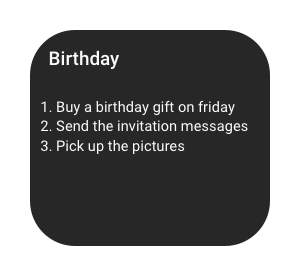 Birthday
1. Buy a birthday gift on friday
2. Send the invitation messages
3. Pick up the pictures